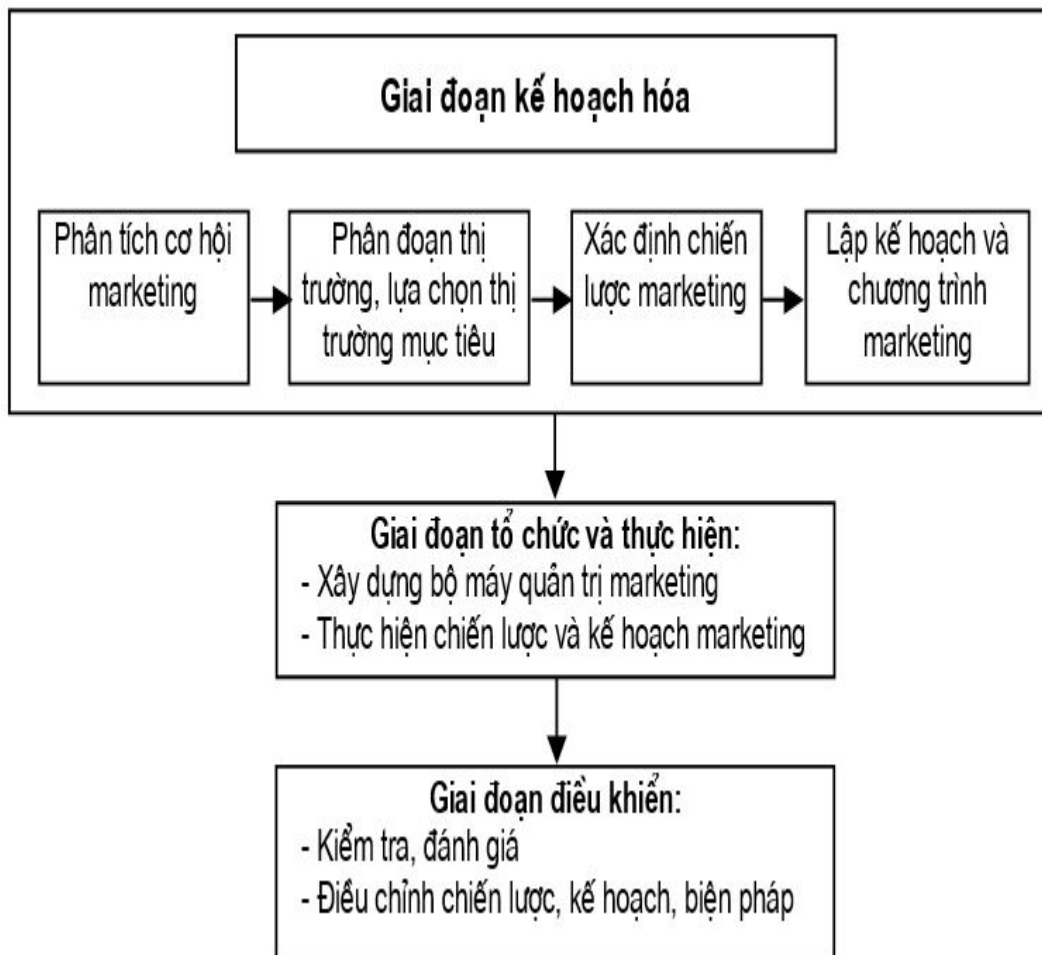 Giai đoạn kế hoạch hóa
Phân tích cơ hội
marketing
Phân đoạn thị
trường, lựa chọn thị
trường mục tiêu
Xác định chiến
lược marketing
Lập kế hoạch và
chương trình
marketing
Giai đoạn tổ chức và thực hiện:
- Xây dựng bộ máy quản trị marketing
- Thực hiện chiến lược và kế hoạch marketing
Giai đoạn điều khiển:
- Kiểm tra, đánh giá
- Điều chỉnh chiến lược, kế hoạch, biện pháp